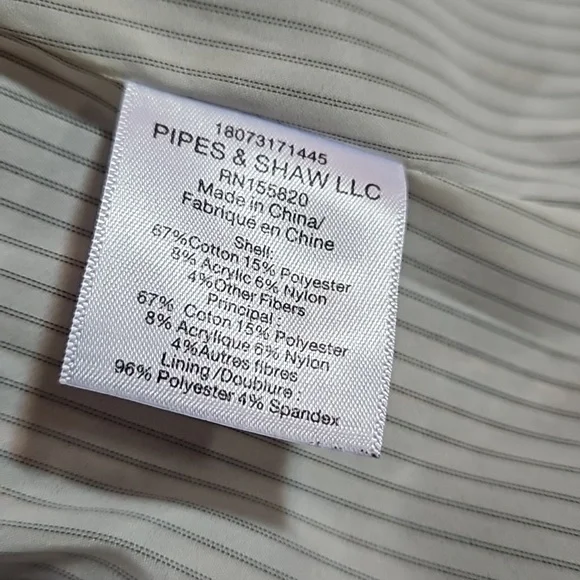 18073171445
PIPES & SHAW LLC
RN155820
Made in China/
Fabriqué en Chine
Shell:
67%Cotton 15% Polyester
8% Acrylic 6% Nylon
4%Other Fibers
Principal :
67% Coton 15% Polyester
8% Acrylique 6% Nylon
4%Autres fibres
Lining /Doublure :
96% Polyester 4% Spandex